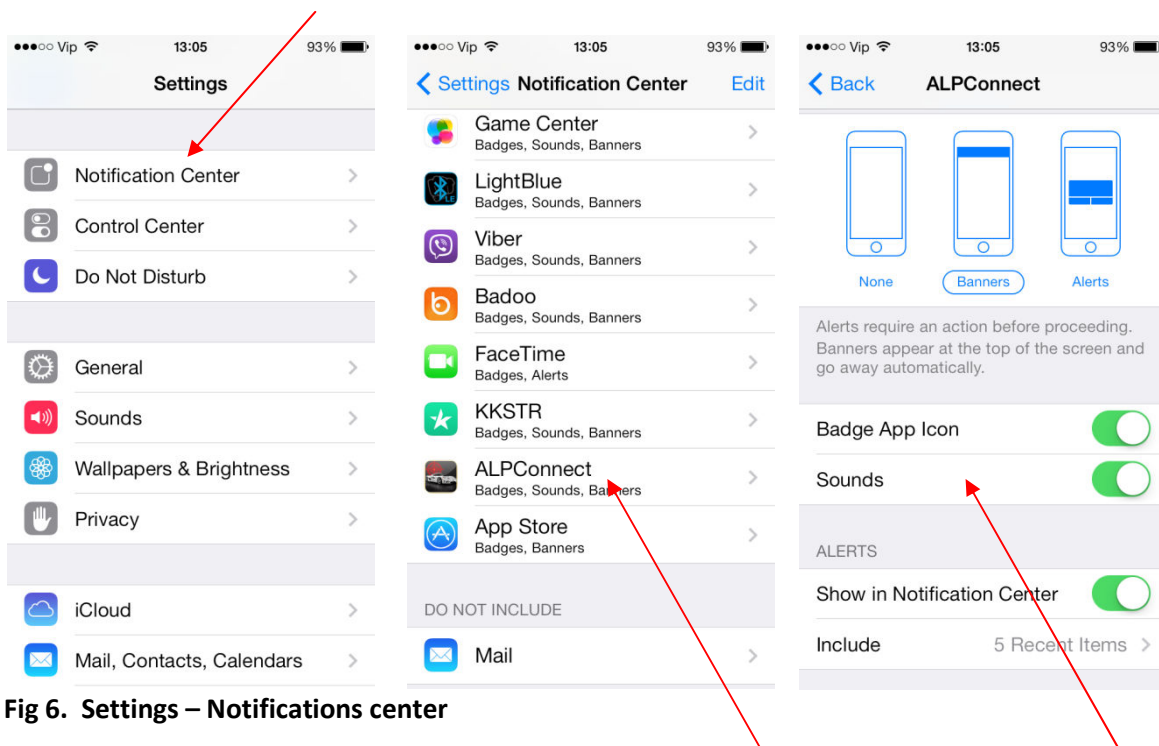 Vip 13:05 93%
Settings
Notification Center
Control Center
Do Not Disturb
General
Sounds
Wallpapers & Brightness
Privacy
iCloud
Mail, Contacts, Calendars
Vip 13:05 93%
Settings Notification Center Edit
Game Center
Badges, Sounds, Banners
LightBlue
Badges, Sounds, Banners
Viber
Badges, Sounds, Banners
Badoo
Badges, Sounds, Banners
FaceTime
Badges, Alerts
KKSTR
Badges, Sounds, Banners
ALPConnect
Badges, Sounds, Banners
App Store
Badges, Banners
DO NOT INCLUDE
Mail
Vip 13:05 93%
Back ALPConnect
None Banners Alerts
Alerts require an action before proceeding.
Banners appear at the top of the screen and
go away automatically.
Badge App Icon
Sounds
ALERTS
Show in Notification Center
Include 5 Recent Items
Fig 6. Settings – Notifications center